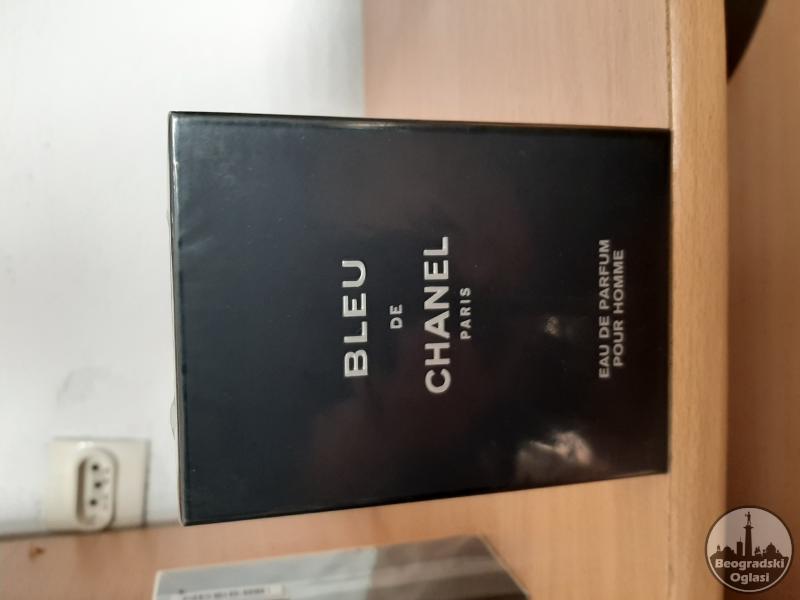 BLEU
DE
CHANEL
PARIS
EAU DE PARFUM
POUR HOMME
Beogradski
Oglasi